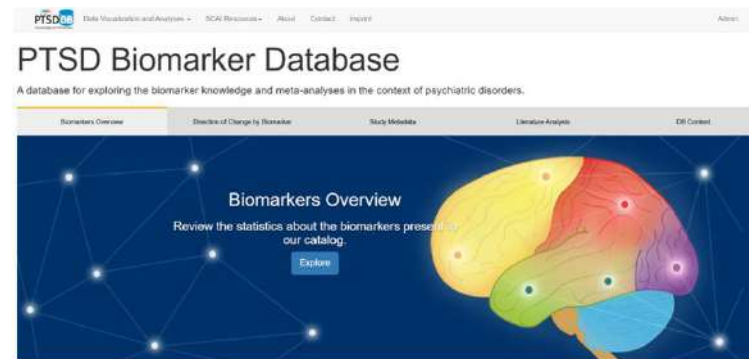 PTSD DB
Data Visualization and Analyses SCAI Resources About Contact Imprint Admin
PTSD Biomarker Database
A database for exploring the biomarker knowledge and meta-analyses in the context of psychiatric disorders.
Biomarkers Overview Direction of Change by Biomarker Study Metadata Literature Analysis DB Content
Biomarkers Overview
Review the statistics about the biomarkers present in
our catalog.
Explore